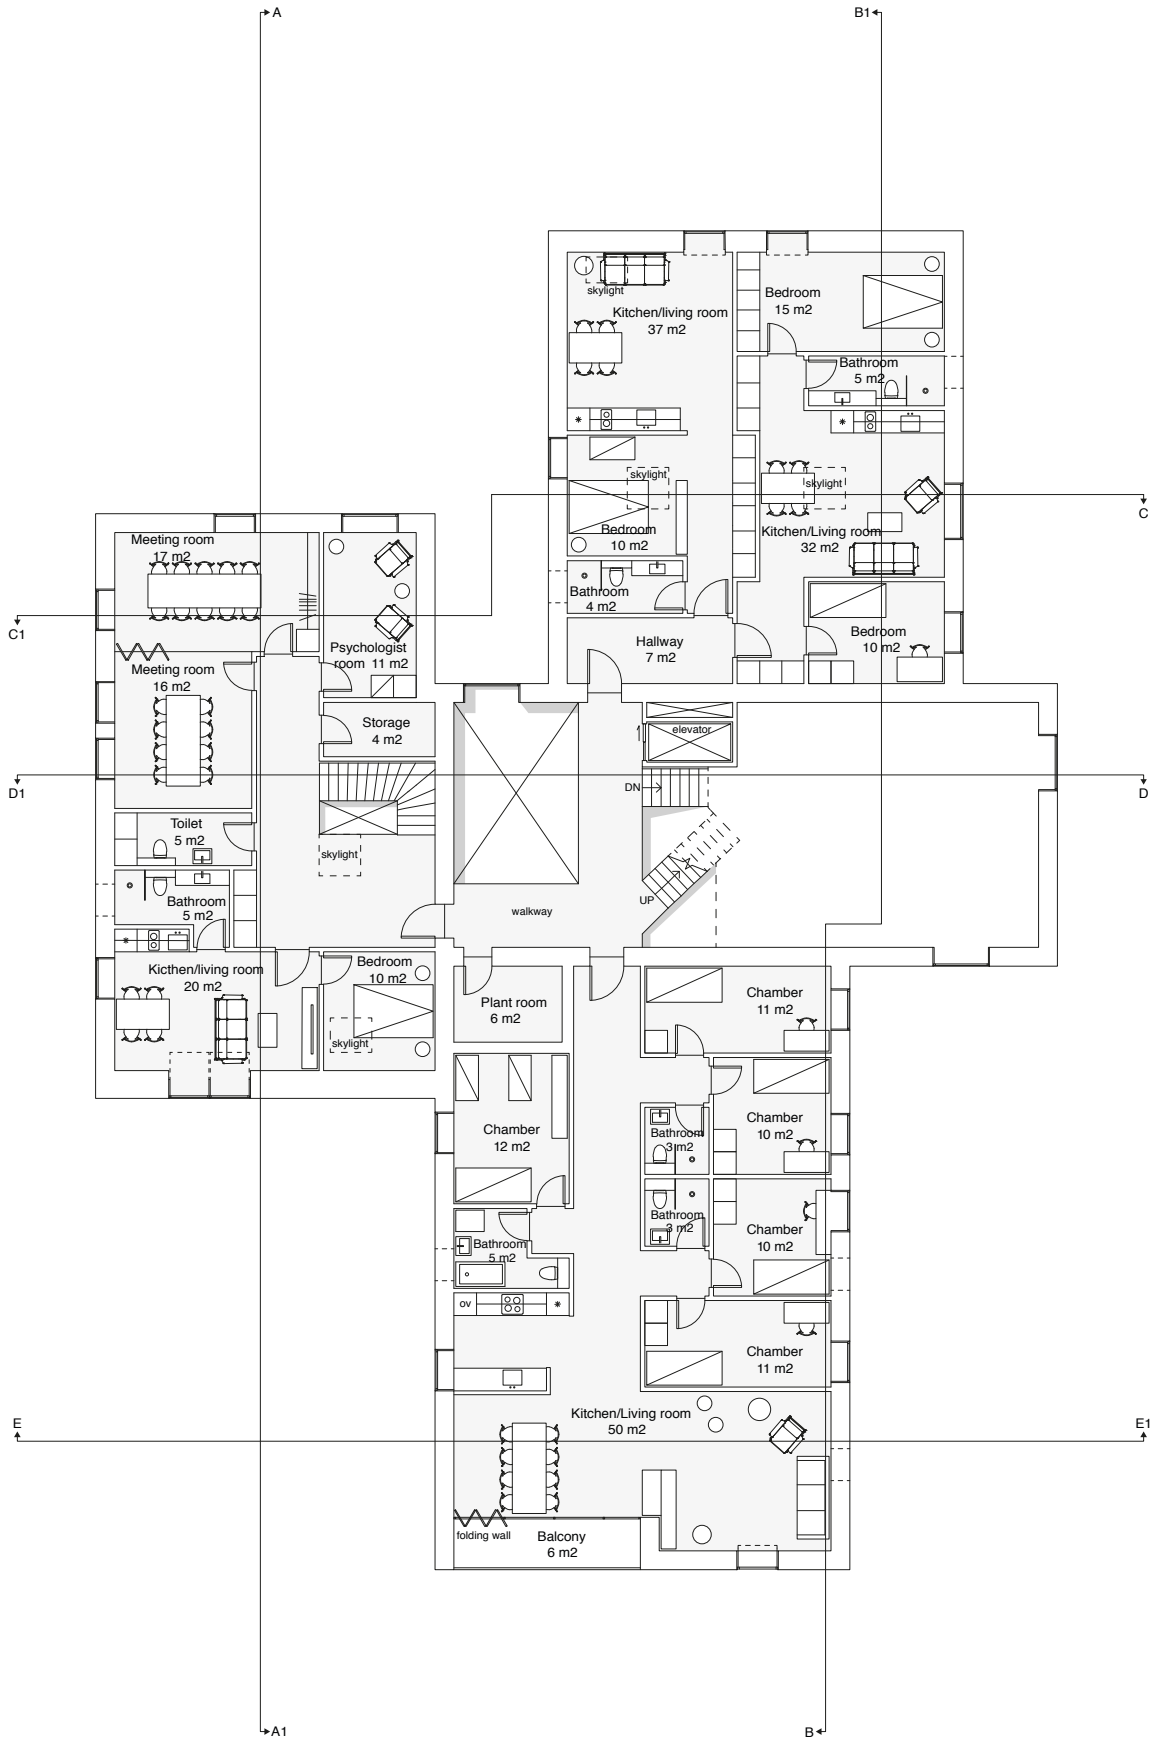 A
B1
skylight
Kitchen/living room
37 m2
Bedroom
15 m2
Bathroom
5 m2
*
*
skylight
skylight
Bedroom
10 m2
Kitchen/Living room
32 m2
C
Meeting room
17 m2
Bathroom
4 m2
C1
Psychologist
room 11 m2
Hallway
7 m2
Bedroom
10 m2
Meeting room
16 m2
Storage
4 m2
elevator
D1
DN
D
Toilet
5 m2
skylight
UP
Bathroom
5 m2
walkway
*
Kicthen/living room
20 m2
Bedroom
10 m2
skylight
Plant room
6 m2
Chamber
11 m2
Chamber
12 m2
Bathroom
3 m2
Chamber
10 m2
Bathroom
3 m2
Chamber
10 m2
Bathroom
5 m2
ov
*
Chamber
11 m2
Kitchen/Living room
50 m2
E
E1
folding wall
Balcony
6 m2
A1
B